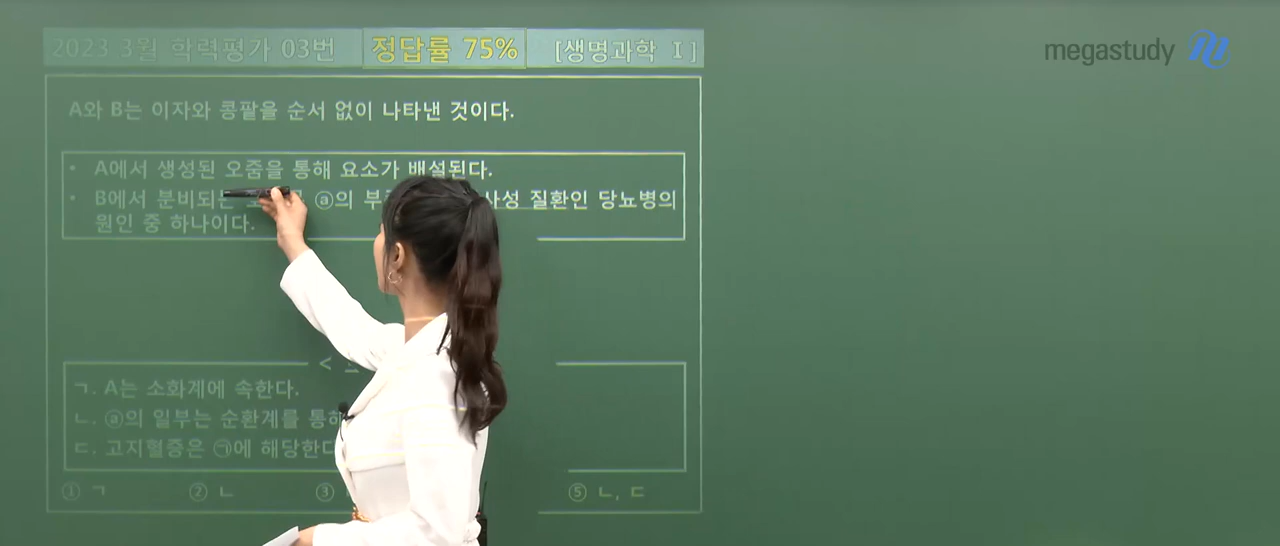 2023 3월 학력평가 03번 정답률 75% [생명과학 Ⅰ]
megastudy
A와 B는 이자와 콩팥을 순서 없이 나타낸 것이다.
• A에서 생성된 오줌을 통해 요소가 배설된다.
• B에서 분비되는 ⓐ의 질환인 당뇨병의
원인 중 하나이다.
<
ㄱ. A는 소화계에 속한다.
ㄴ. ⓐ의 일부는 순환계를 통해
ㄷ. 고지혈증은 ㉠에 해당한다
① ㄱ ② ㄴ ③ ⑤ ㄴ, ㄷ